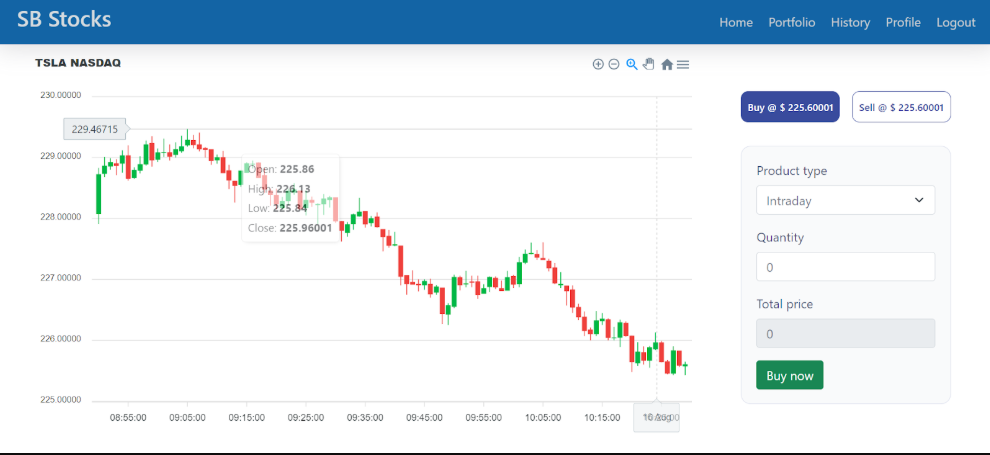 SB Stocks
Home Portfolio History Profile Logout
TSLA NASDAQ
230.00000
229.46715
229.00000
228.00000
227.00000
226.00000
225.00000
Open: 225.86
High: 226.13
Low: 225.84
Close: 225.96001
08:55:00 09:05:00 09:15:00 09:25:00 09:35:00 09:45:00 09:55:00 10:05:00 10:15:00
Buy @ $ 225.60001
Sell @ $ 225.60001
Product type
Intraday
Quantity
0
Total price
0
Buy now